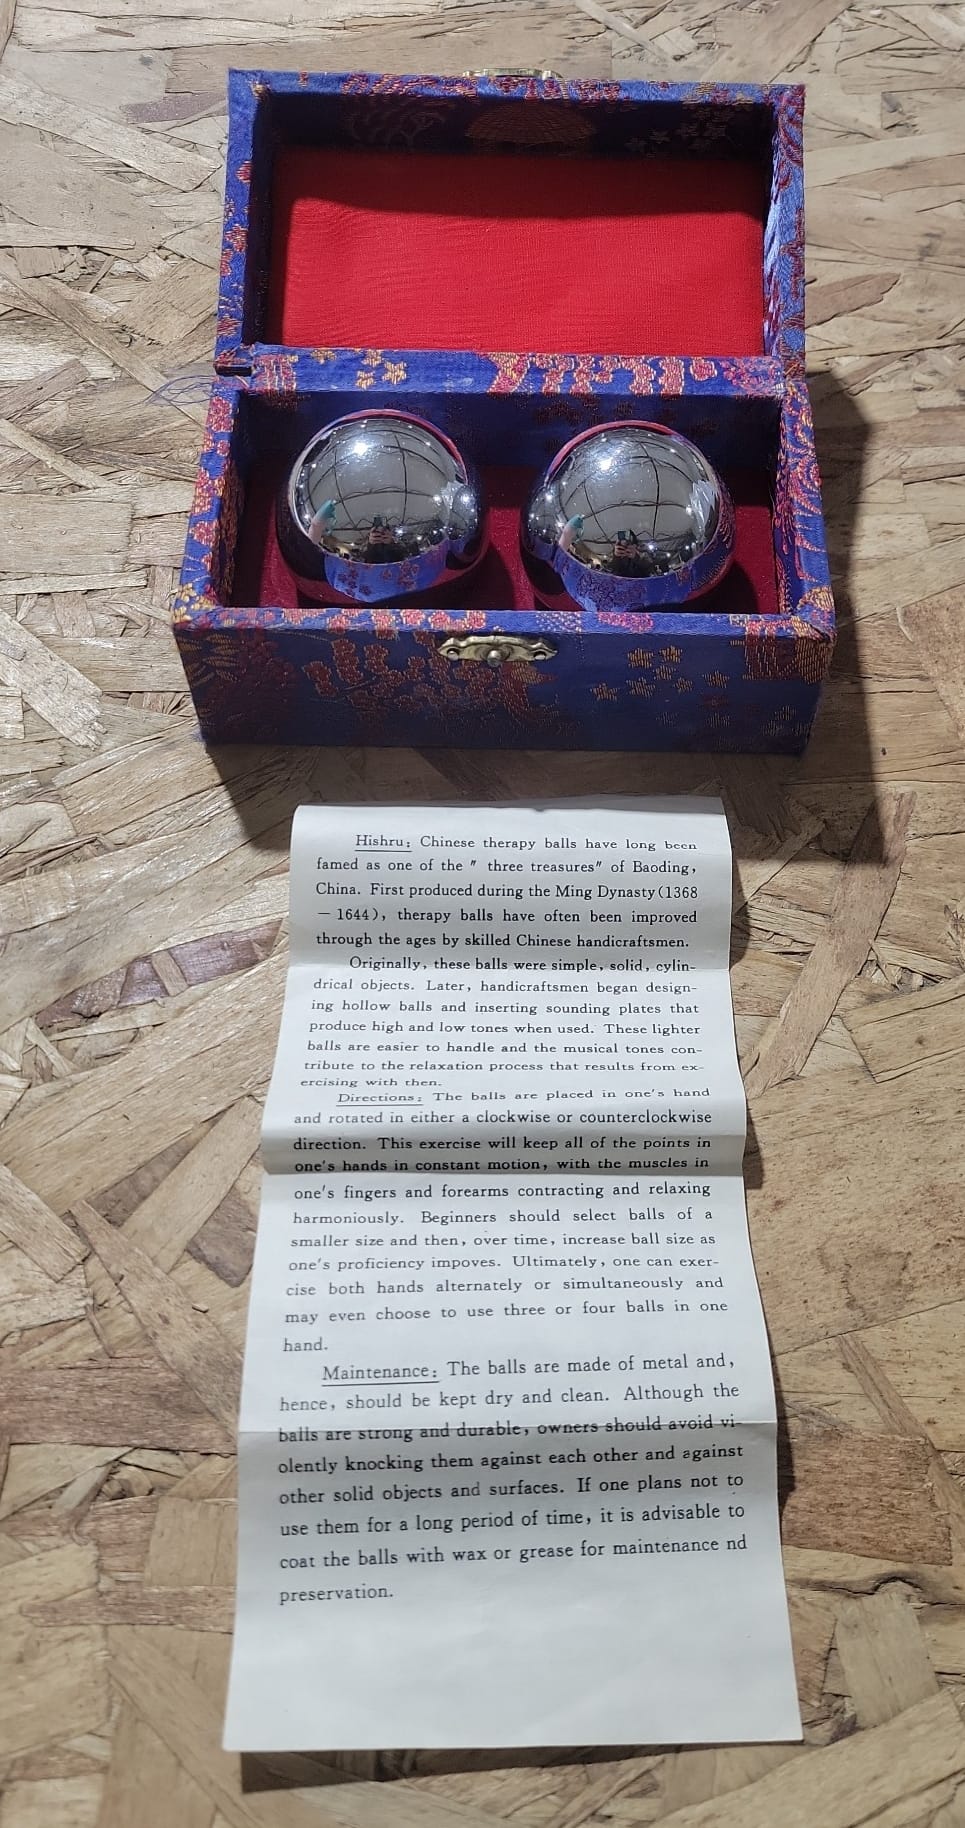 Hishru: Chinese therapy balls have long been
famed as one of the " three treasures" of Baoding,
China. First produced during the Ming Dynasty(1368
— 1644), therapy balls have often been improved
through the ages by skilled Chinese handicraftsmen.
Originally, these balls were simple, solid, cylin-
drical objects. Later, handicraftsmen began design-
ing hollow balls and inserting sounding plates that
produce high and low tones when used. These lighter
balls are easier to handle and the musical tones con-
tribute to the relaxation process that results from ex-
ercising with then.
Directions: The balls are placed in one's hand
and rotated in either a clockwise or counterclockwise
direction. This exercise will keep all of the points in
one's hands in constant motion, with the muscles in
one's fingers and forearms contracting and relaxing
harmoniously. Beginners should select balls of a
smaller size and then, over time, increase ball size as
one's proficiency impoves. Ultimately, one can exer-
cise both hands alternately or simultaneously and
may even choose to use three or four balls in one
hand.
Maintenance: The balls are made of metal and,
hence, should be kept dry and clean. Although the
balls are strong and durable, owners should avoid vi-
olently knocking them against each other and against
other solid objects and surfaces. If one plans not to
use them for a long period of time, it is advisable to
coat the balls with wax or grease for maintenance nd
preservation.